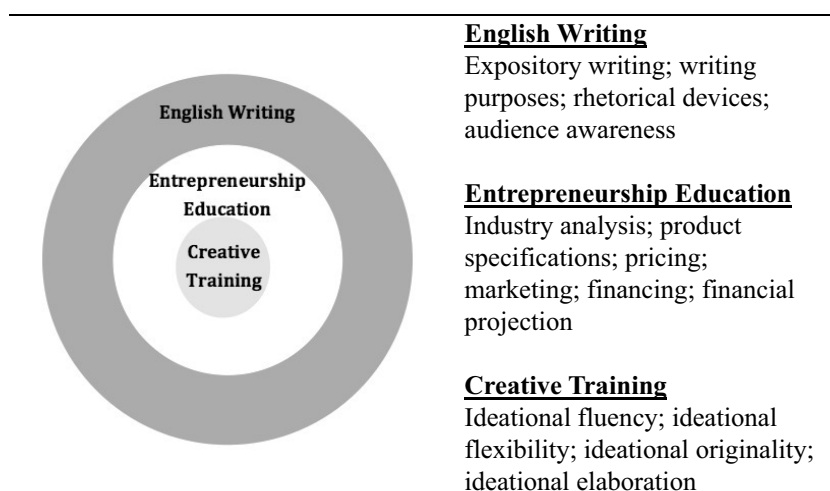 English Writing
Entrepreneurship
Education
Creative
Training
English Writing
Expository writing; writing
purposes; rhetorical devices;
audience awareness
Entrepreneurship Education
Industry analysis; product
specifications; pricing;
marketing; financing; financial
projection
Creative Training
Ideational fluency; ideational
flexibility; ideational originality;
ideational elaboration